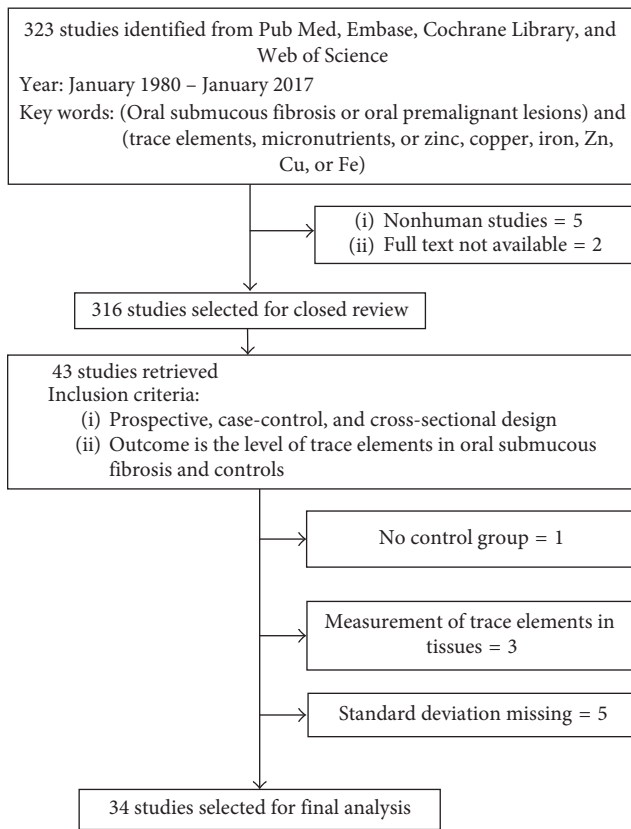 323 studies identified from Pub Med, Embase, Cochrane Library, and
Web of Science
Year: January 1980 – January 2017
Key words: (Oral submucous fibrosis or oral premalignant lesions) and
(trace elements, micronutrients, or zinc, copper, iron, Zn,
Cu, or Fe)
(i) Nonhuman studies = 5
(ii) Full text not available = 2
316 studies selected for closed review
43 studies retrieved
Inclusion criteria:
(i) Prospective, case-control, and cross-sectional design
(ii) Outcome is the level of trace elements in oral submucous
fibrosis and controls
No control group = 1
Measurement of trace elements in
tissues = 3
Standard deviation missing = 5
34 studies selected for final analysis